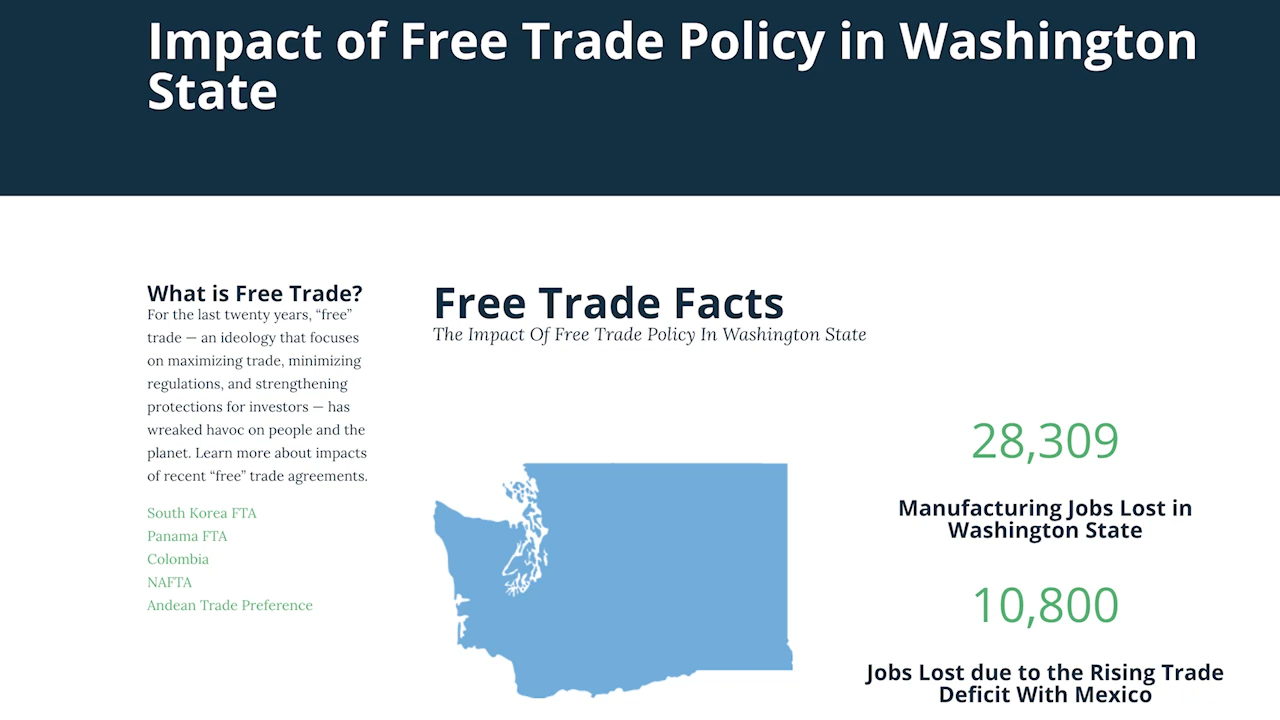 Impact of Free Trade Policy in Washington
State
What is Free Trade?
For the last twenty years, “free”
trade — an ideology that focuses
on maximizing trade, minimizing
regulations, and strengthening
protections for investors — has
wreaked havoc on people and the
planet. Learn more about impacts
of recent “free” trade agreements.
South Korea FTA
Panama FTA
Colombia
NAFTA
Andean Trade Preference
Free Trade Facts
The Impact Of Free Trade Policy In Washington State
28,309
Manufacturing Jobs Lost in
Washington State
10,800
Jobs Lost due to the Rising Trade
Deficit With Mexico